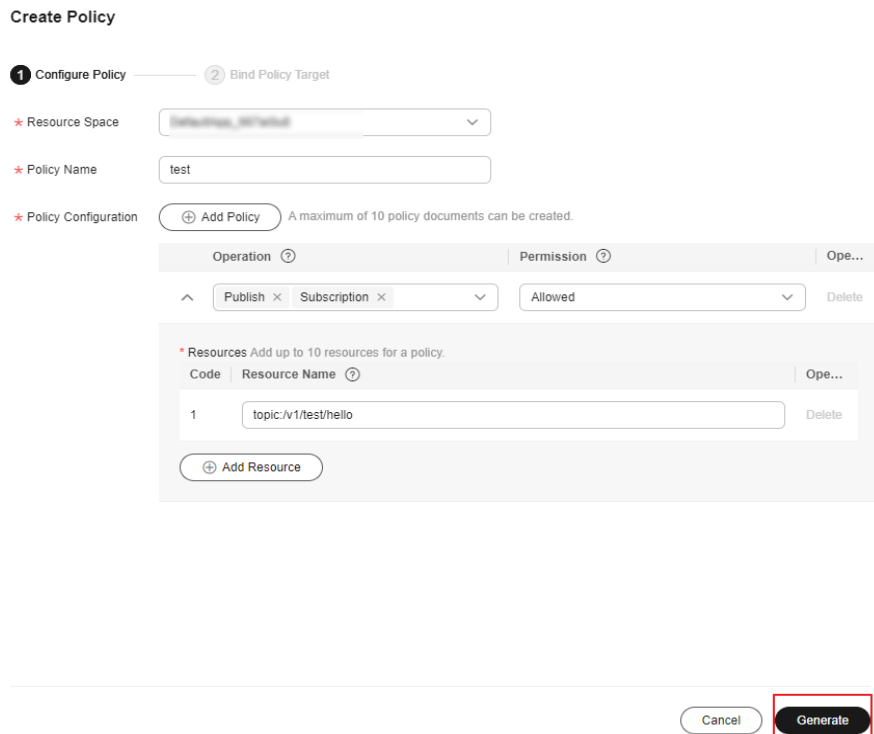 Create Policy
1 Configure Policy 2 Bind Policy Target
* Resource Space
* Policy Name test
* Policy Configuration Add Policy A maximum of 10 policy documents can be created.
Operation ? Permission ? Ope...
Publish × Subscription × Allowed Delete
* Resources Add up to 10 resources for a policy.
Code Resource Name ? Ope...
1 topic:/v1/test/hello Delete
Add Resource
Cancel Generate